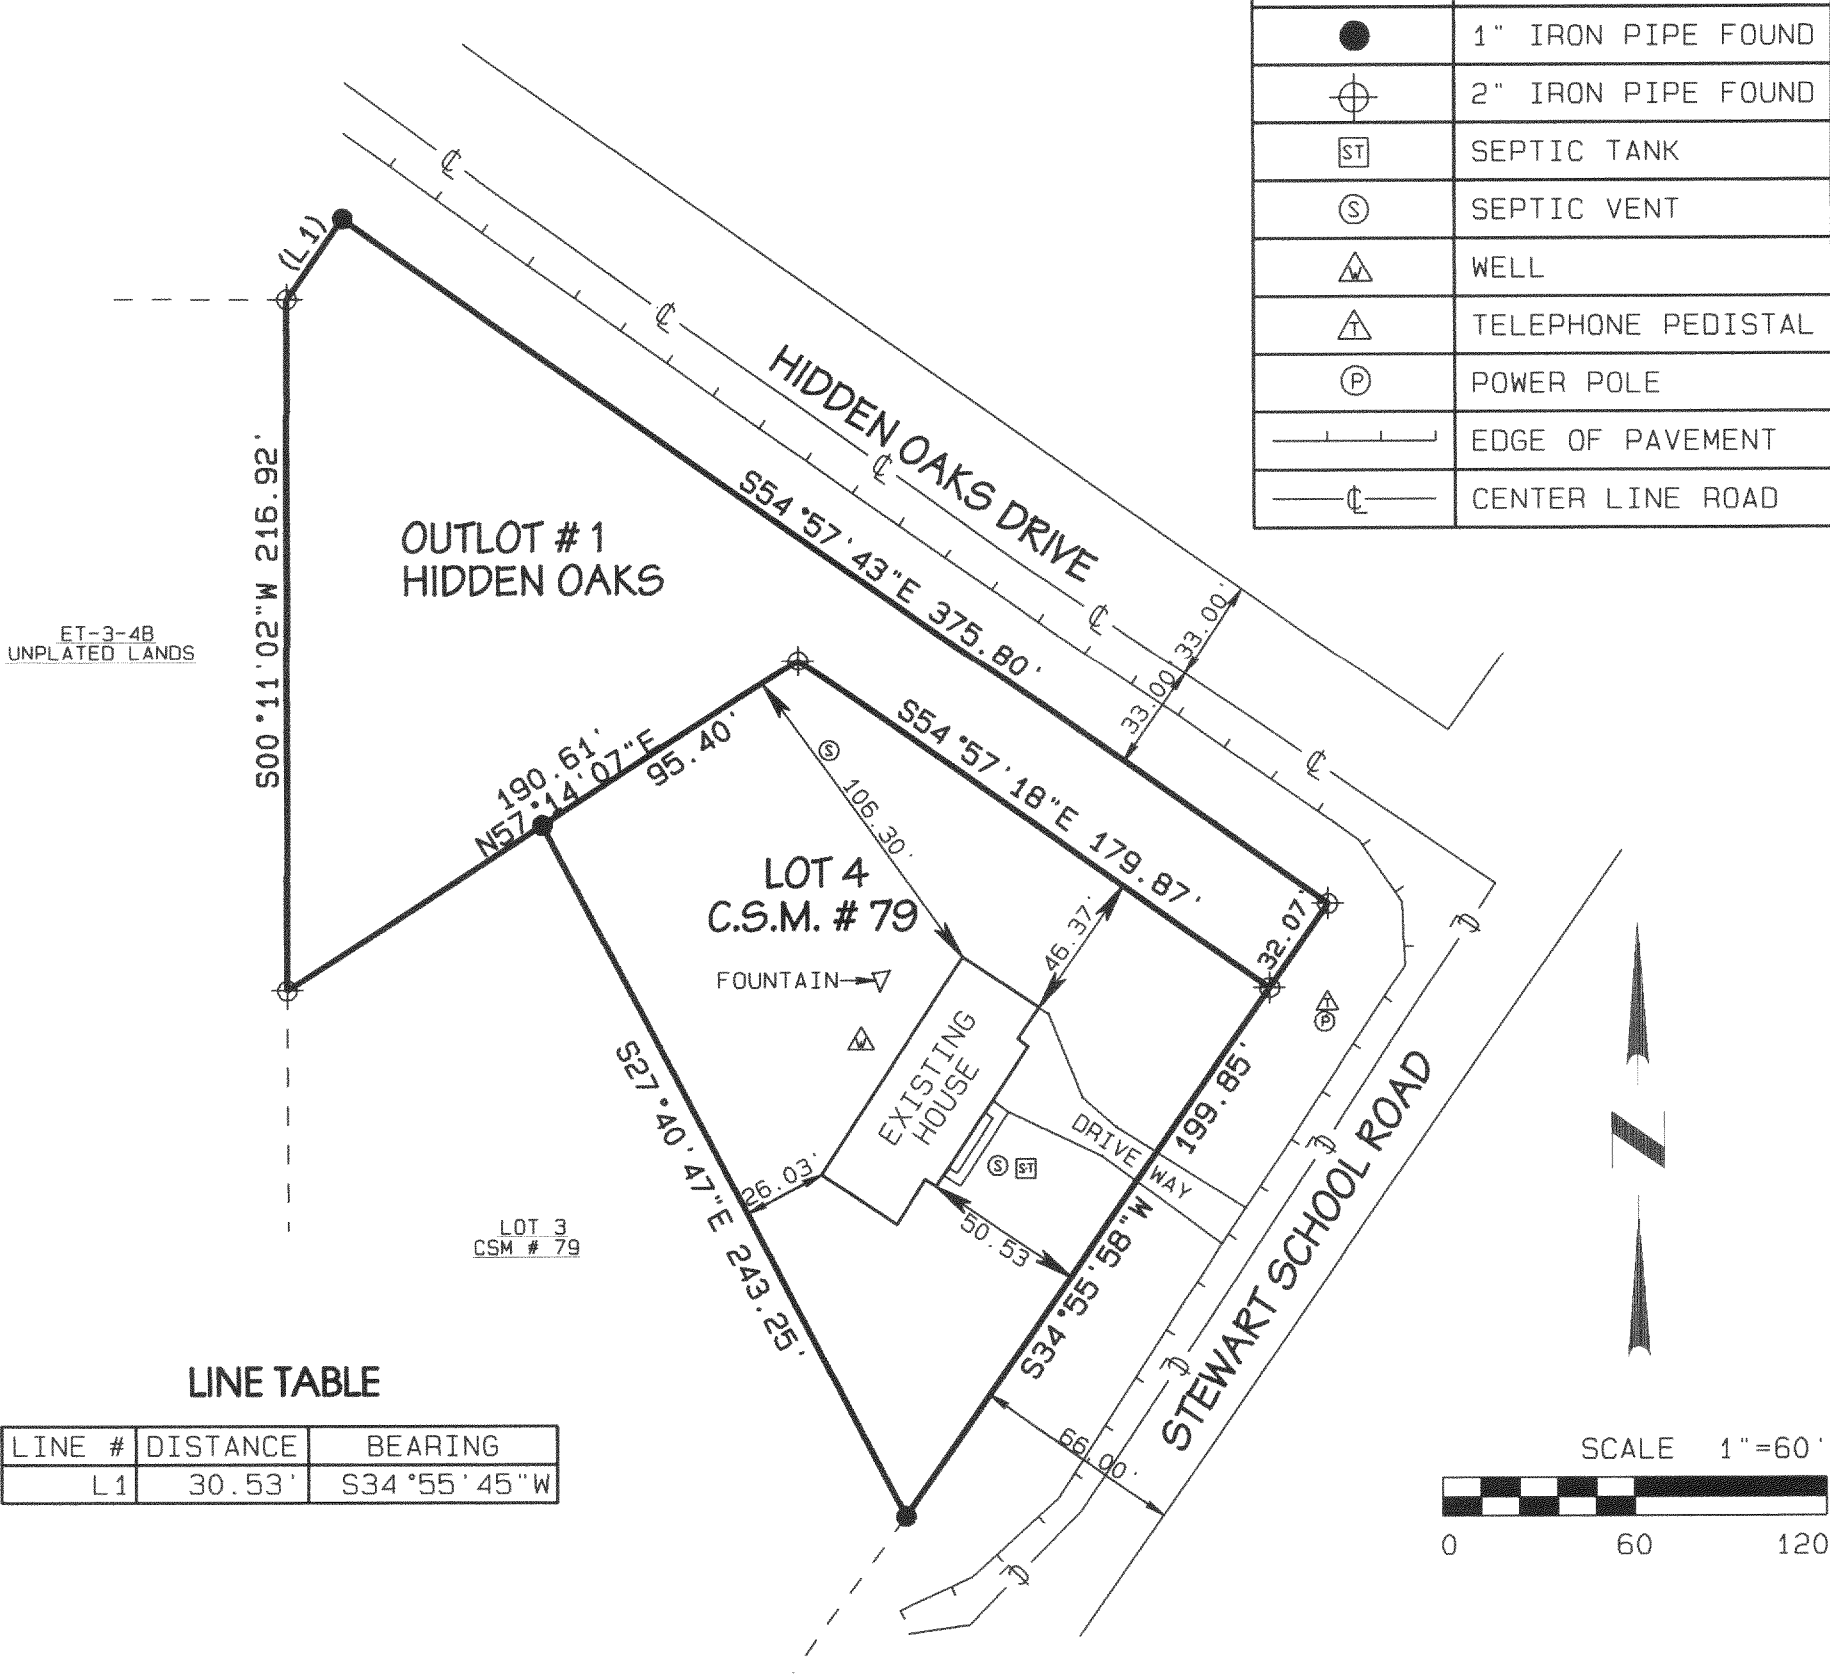 1" IRON PIPE FOUND
2" IRON PIPE FOUND
ST SEPTIC TANK
S SEPTIC VENT
W WELL
T TELEPHONE PEDISTAL
P POWER POLE
EDGE OF PAVEMENT
℄ CENTER LINE ROAD
℄
(L1)
℄
HIDDEN OAKS DRIVE
℄
S54°57'43"E 375.80'
S00°11'02"W 216.92'
OUTLOT # 1
HIDDEN OAKS
ET-3-4B
UNPLATED LANDS
℄
33.00'
33.00'
℄
190.61'
N57°14'07"E
95.40'
S54°57'18"E 179.87'
S
106.30'
LOT 4
C.S.M. # 79
46.37'
32.07'
℄
FOUNTAIN
W
T
P
EXISTING
HOUSE
DRIVE WAY
199.85'
S34°55'58"W
℄
STEWART SCHOOL ROAD
S ST
26.03'
50.53'
S27°40'47"E 243.25'
LOT 3
CSM # 79
N
℄
66.00'
℄
LINE TABLE
LINE # DISTANCE BEARING
L1 30.53' S34°55'45"W
SCALE 1"=60'
0 60 120